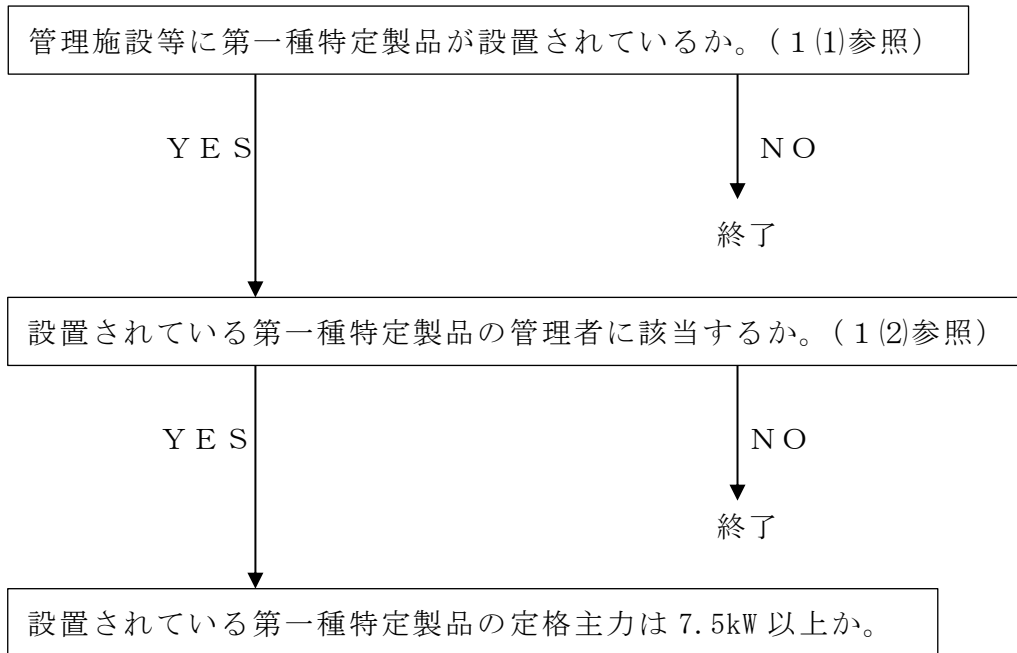 管理施設等に第一種特定製品が設置されているか。(1⑴参照)
YES
NO
終了
設置されている第一種特定製品の管理者に該当するか。(1⑵参照)
YES
NO
終了
設置されている第一種特定製品の定格主力は7.5kW以上か。